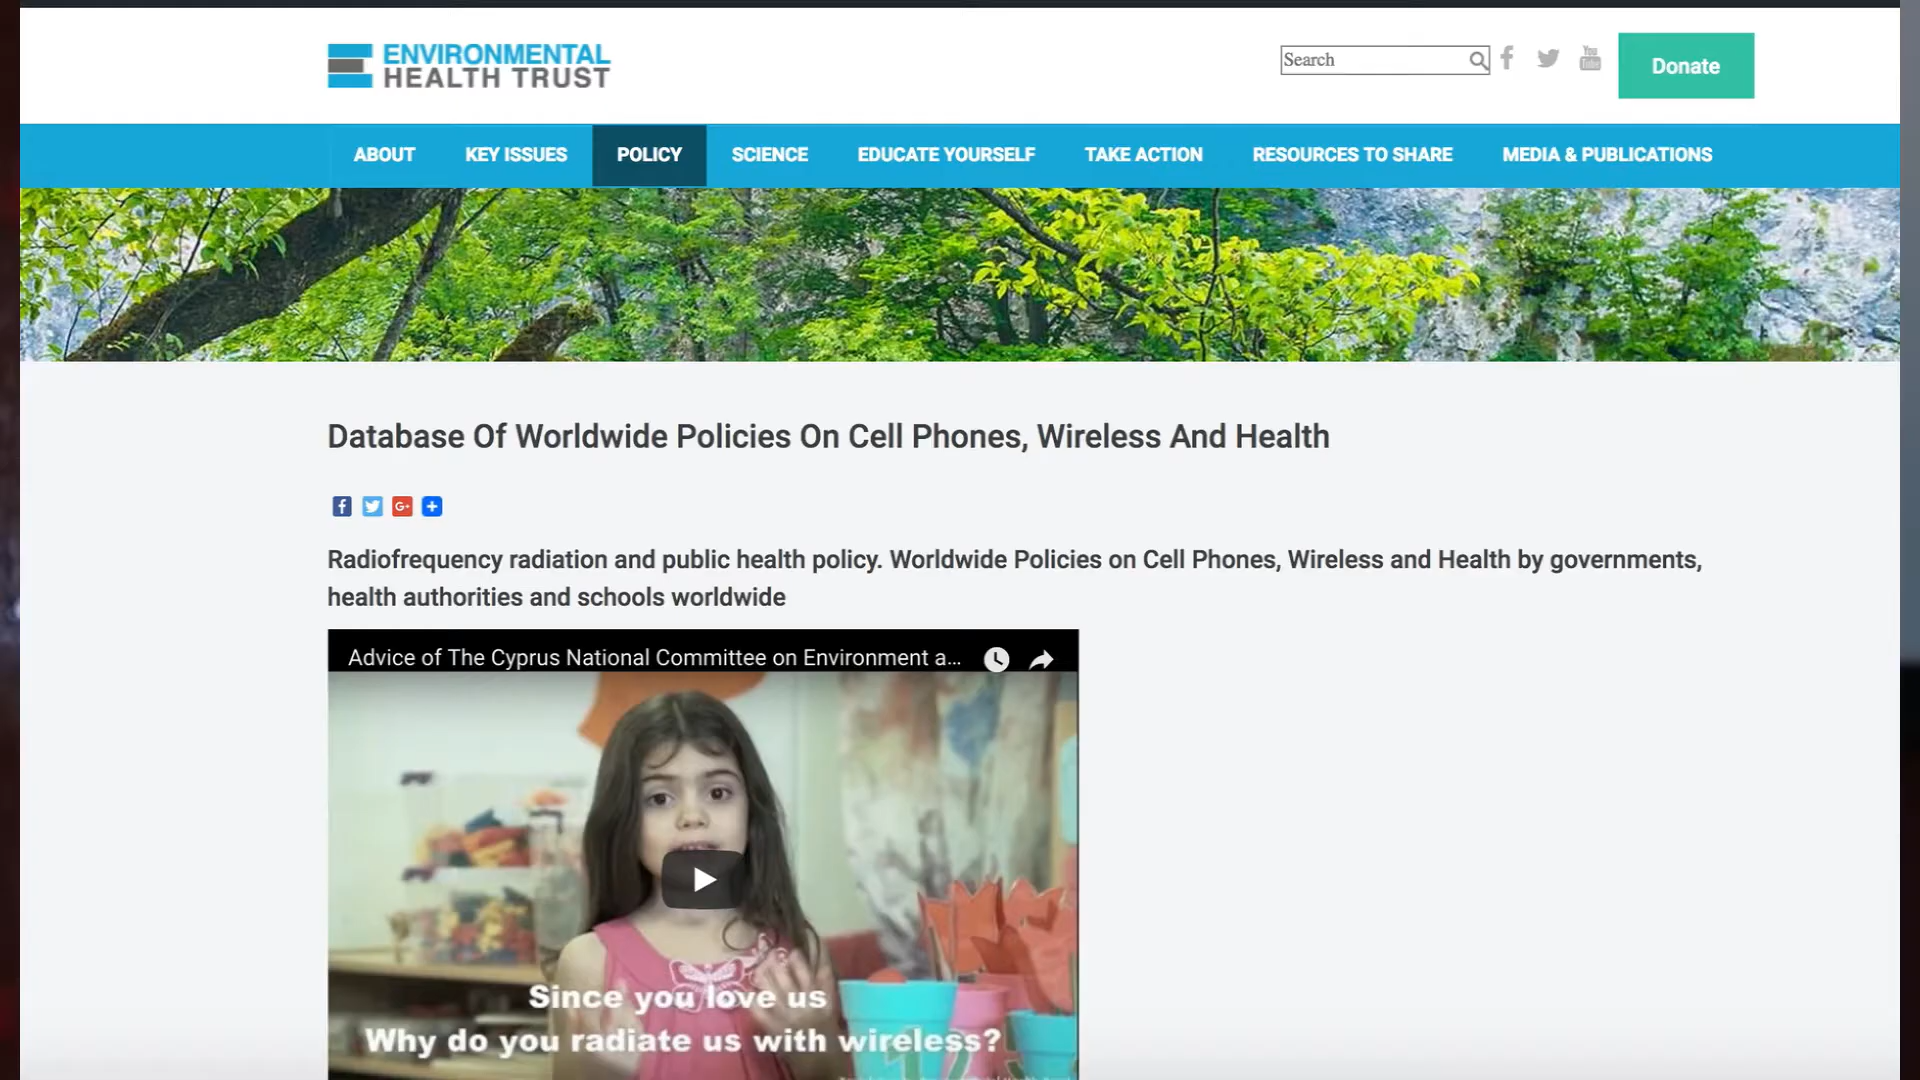 ENVIRONMENTAL
HEALTH TRUST
Search
You
Tube
Donate
ABOUT
KEY ISSUES
POLICY
SCIENCE
EDUCATE YOURSELF
TAKE ACTION
RESOURCES TO SHARE
MEDIA & PUBLICATIONS
Database Of Worldwide Policies On Cell Phones, Wireless And Health
Radiofrequency radiation and public health policy. Worldwide Policies on Cell Phones, Wireless and Health by governments,
health authorities and schools worldwide
Advice of The Cyprus National Committee on Environment a...
Since you love us
Why do you radiate us with wireless?